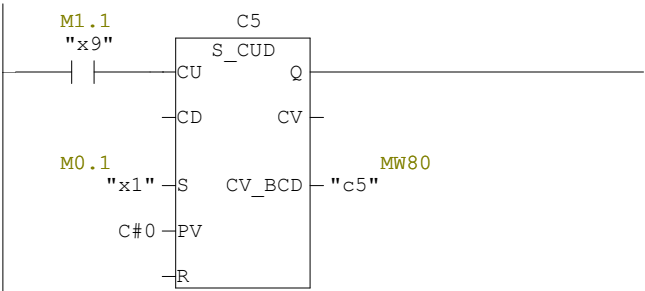 M1.1 C5
"x9" S_CUD
CU Q
CD CV
M0.1 MW80
"x1" S CV_BCD "c5"
C#0 PV
R